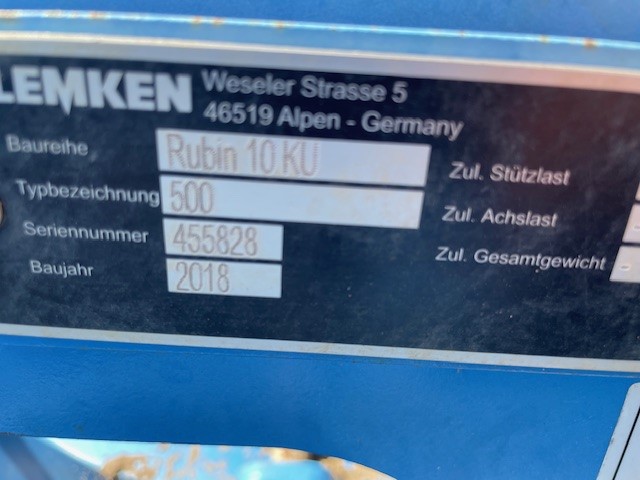 LEMKEN
Weseler Strasse 5
46519 Alpen - Germany
Baureihe Rubin 10 KU
Typbezeichnung 500
Seriennummer 455828
Baujahr 2018
Zul. Stützlast
Zul. Achslast -
Zul. Gesamtgewicht -